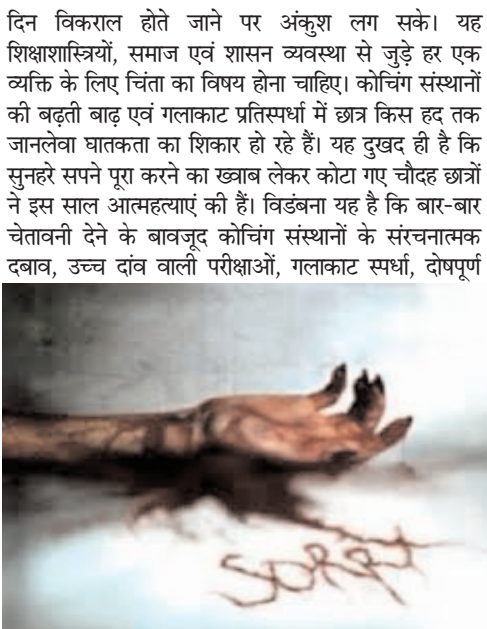 दिन विकराल होते जाने पर अंकुश लग सके। यह
शिक्षाशास्त्रियों, समाज एवं शासन व्यवस्था से जुड़े हर एक
व्यक्ति के लिए चिंता का विषय होना चाहिए। कोचिंग संस्थानों
की बढ़ती बाढ़ एवं गलाकाट प्रतिस्पर्धा में छात्र किस हद तक
जानलेवा घातकता का शिकार हो रहे हैं। यह दुखद ही है कि
सुनहरे सपने पूरा करने का ख्वाब लेकर कोटा गए चौदह छात्रों
ने इस साल आत्महत्याएं की हैं। विडंबना यह है कि बार-बार
चेतावनी देने के बावजूद कोचिंग संस्थानों के संरचनात्मक
दबाव, उच्च दांव वाली परीक्षाओं, गलाकाट स्पर्धा, दोषपूर्ण
sorry